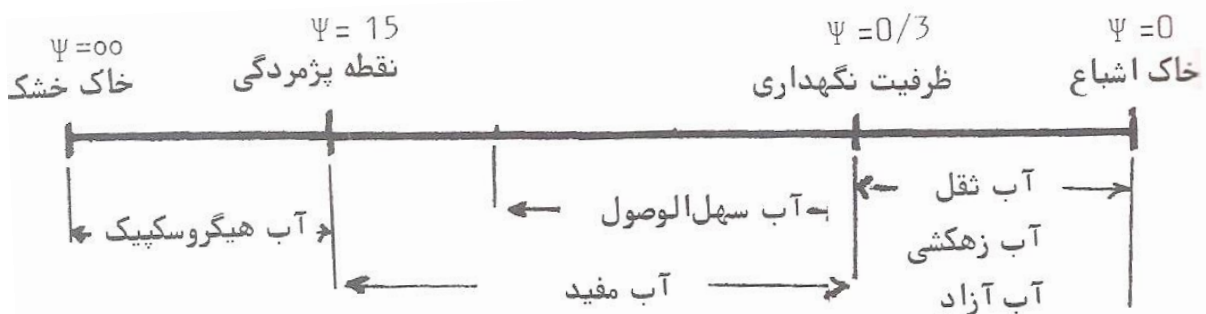 Ψ =0
Ψ =0/3
Ψ = 15
Ψ =∞
خاک اشباع
ظرفیت نگهداری
نقطه پژمردگی
خاک خشک
آب ثقل
آب سهل‌الوصول
آب هیگروسکپیک
آب زهکشی
آب مفید
آب آزاد